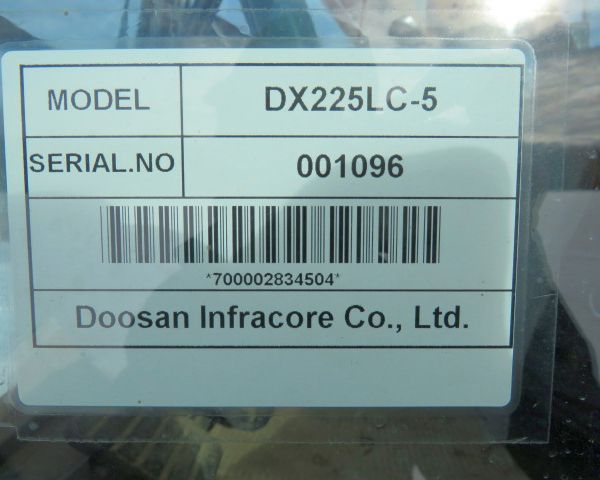 MODEL DX225LC-5
SERIAL.NO 001096
*700002834504*
Doosan Infracore Co., Ltd.